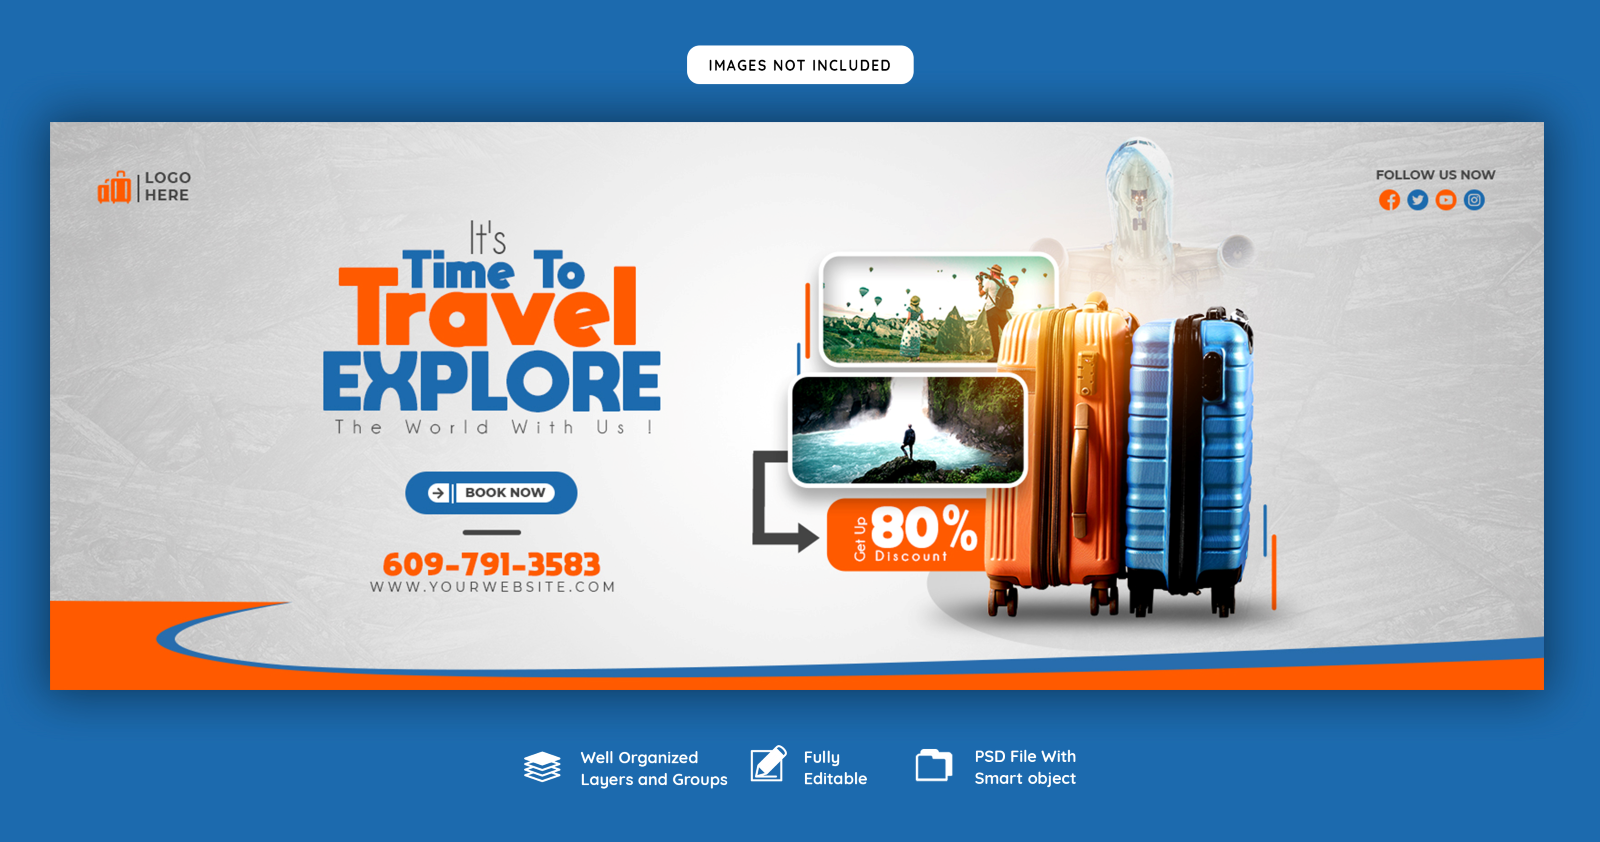 IMAGES NOT INCLUDED
LOGO
HERE
FOLLOW US NOW
It's
Time To
Travel
EXPLORE
The World With Us !
BOOK NOW
609-791-3583
WWW.YOURWEBSITE.COM
Get Up
80%
Discount
Well Organized
Layers and Groups
Fully
Editable
PSD File With
Smart object